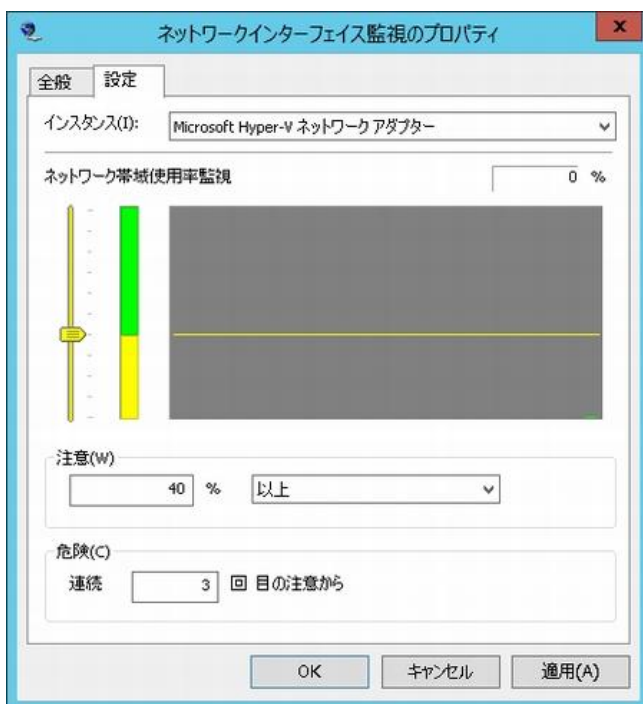 ネットワークインターフェイス監視のプロパティ
x
全般 設定
インスタンス(I): Microsoft Hyper-V ネットワーク アダプター
ネットワーク帯域使用率監視 0 %
注意(W)
40 % 以上
危険(C)
連続 3 回 目の注意から
OK キャンセル 適用(A)